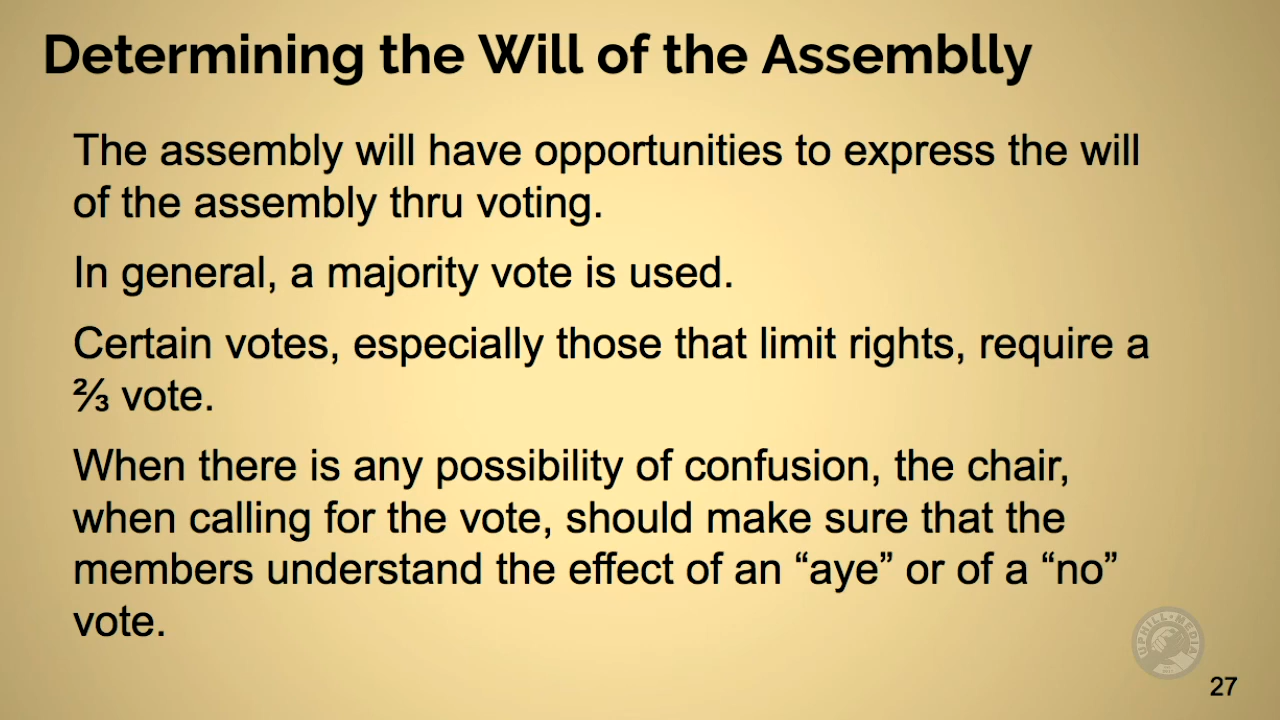 Determining the Will of the Assemblly
The assembly will have opportunities to express the will
of the assembly thru voting.
In general, a majority vote is used.
Certain votes, especially those that limit rights, require a
⅔ vote.
When there is any possibility of confusion, the chair,
when calling for the vote, should make sure that the
members understand the effect of an “aye” or of a “no”
vote.
UPHILL MEDIA
27